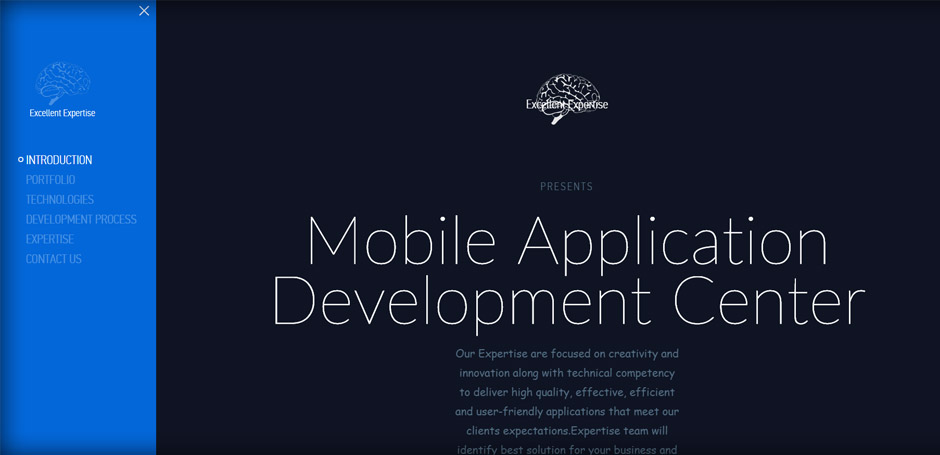 Excellent Expertise
INTRODUCTION
PORTFOLIO
TECHNOLOGIES
DEVELOPMENT PROCESS
EXPERTISE
CONTACT US
Excellent Expertise
PRESENTS
Mobile Application
Development Center
Our Expertise are focused on creativity and
innovation along with technical competency
to deliver high quality, effective, efficient
and user-friendly applications that meet our
clients expectations.Expertise team will
identify best solution for your business and